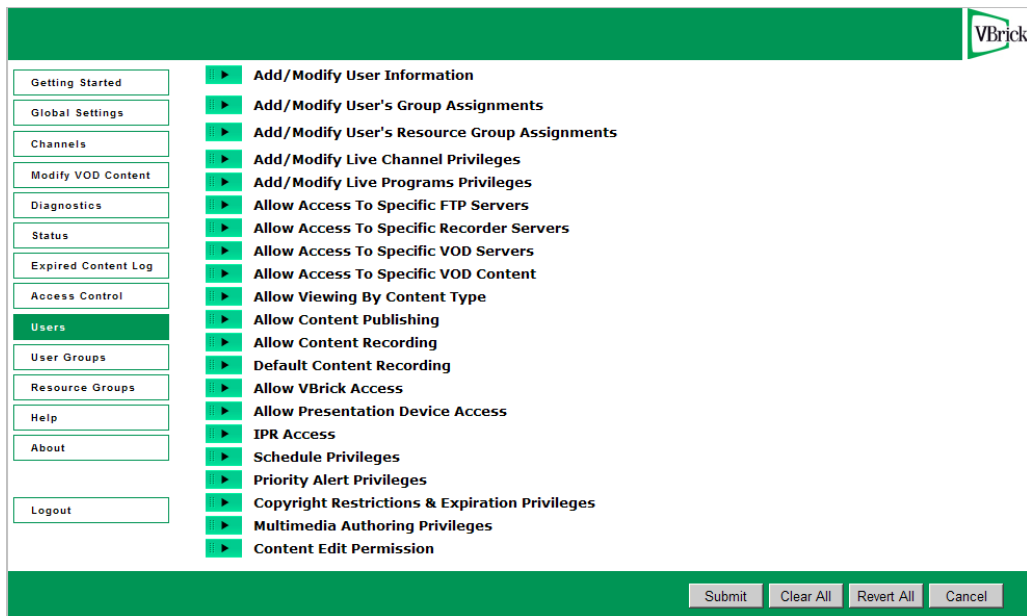 VBrick
Getting Started
Global Settings
Channels
Modify VOD Content
Diagnostics
Status
Expired Content Log
Access Control
Users
User Groups
Resource Groups
Help
About
Logout
Add/Modify User Information
Add/Modify User's Group Assignments
Add/Modify User's Resource Group Assignments
Add/Modify Live Channel Privileges
Add/Modify Live Programs Privileges
Allow Access To Specific FTP Servers
Allow Access To Specific Recorder Servers
Allow Access To Specific VOD Servers
Allow Access To Specific VOD Content
Allow Viewing By Content Type
Allow Content Publishing
Allow Content Recording
Default Content Recording
Allow VBrick Access
Allow Presentation Device Access
IPR Access
Schedule Privileges
Priority Alert Privileges
Copyright Restrictions & Expiration Privileges
Multimedia Authoring Privileges
Content Edit Permission
Submit
Clear All
Revert All
Cancel